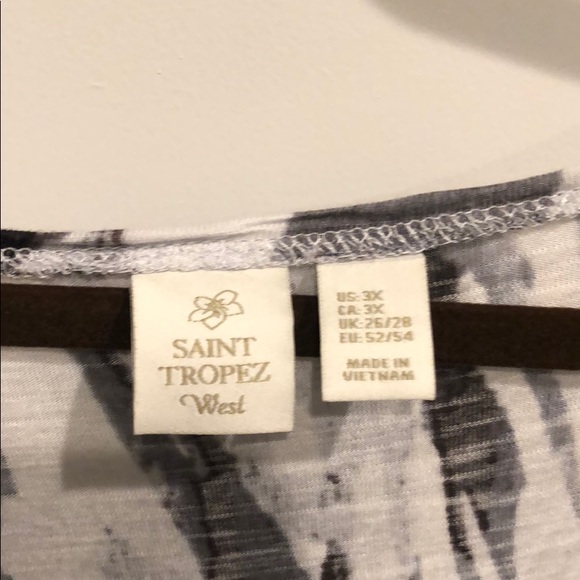 SAINT
TROPEZ
West
US: 3X
CA: 3X
UK: 26/28
EU: 52/54
MADE IN
VIETNAM